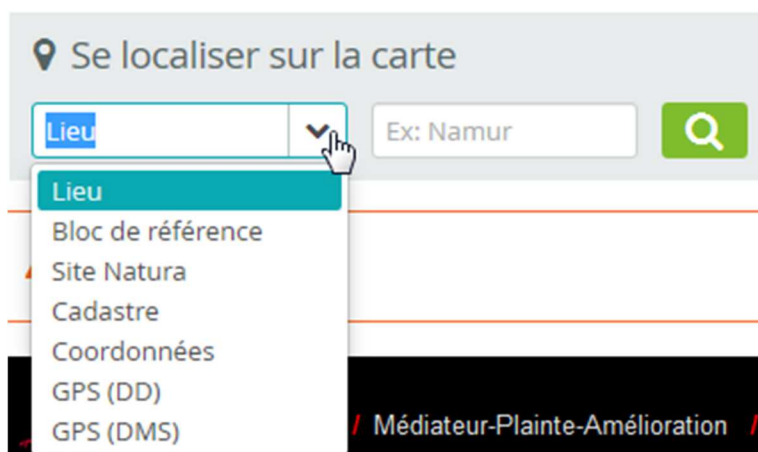 Se localiser sur la carte
Lieu Ex: Namur
Lieu
Bloc de référence
Site Natura
Cadastre
Coordonnées
GPS (DD)
GPS (DMS) / Médiateur-Plainte-Amélioration /